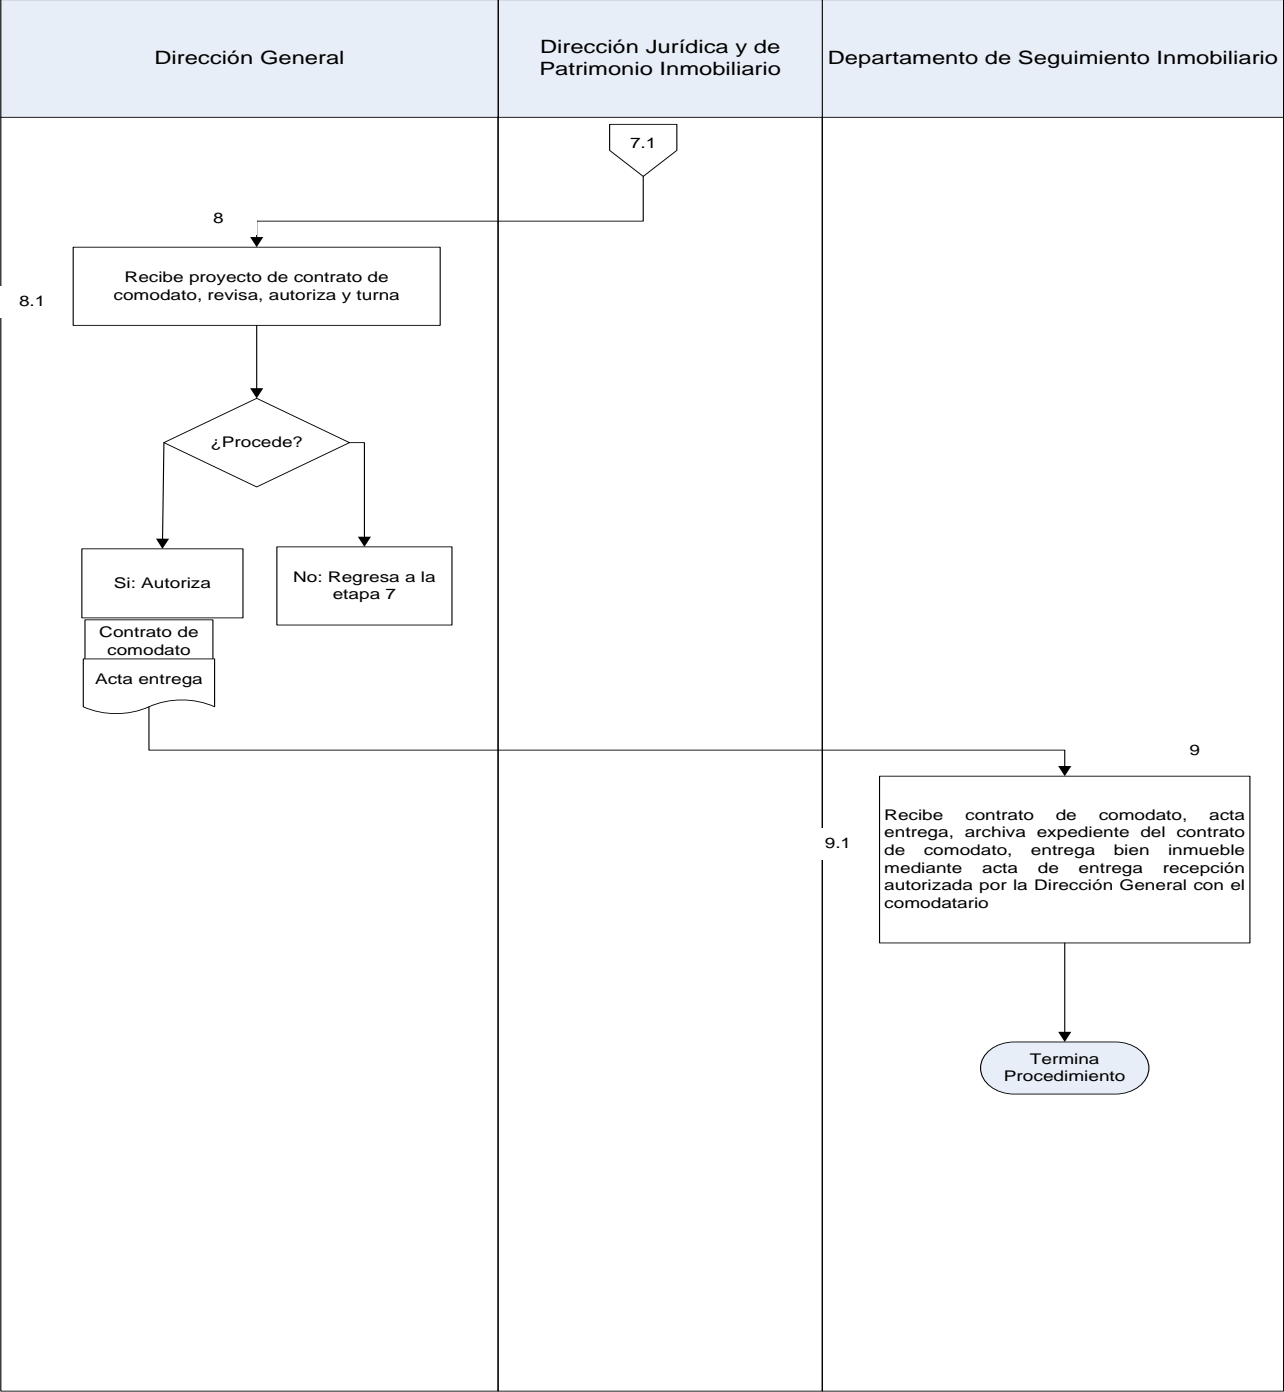 Dirección General
Dirección Jurídica y de
Patrimonio Inmobiliario
Departamento de Seguimiento Inmobiliario
7.1
8
Recibe proyecto de contrato de
comodato, revisa, autoriza y turna
8.1
¿Procede?
Si: Autoriza
No: Regresa a la
etapa 7
Contrato de
comodato
Acta entrega
9
Recibe contrato de comodato, acta
entrega, archiva expediente del contrato
de comodato, entrega bien inmueble
mediante acta de entrega recepción
autorizada por la Dirección General con el
comodatario
9.1
Termina
Procedimiento